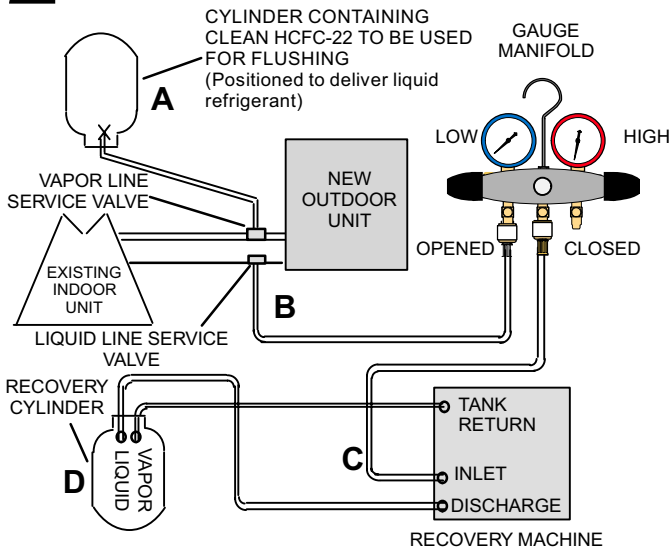 CYLINDER CONTAINING
CLEAN HCFC-22 TO BE USED
FOR FLUSHING
(Positioned to deliver liquid
refrigerant)
A
GAUGE
MANIFOLD
LOW
HIGH
VAPOR LINE
SERVICE VALVE
NEW
OUTDOOR
UNIT
OPENED
CLOSED
EXISTING
INDOOR
UNIT
B
LIQUID LINE SERVICE
VALVE
RECOVERY
CYLINDER
D
LIQUID
VAPOR
C
TANK
RETURN
INLET
DISCHARGE
RECOVERY MACHINE